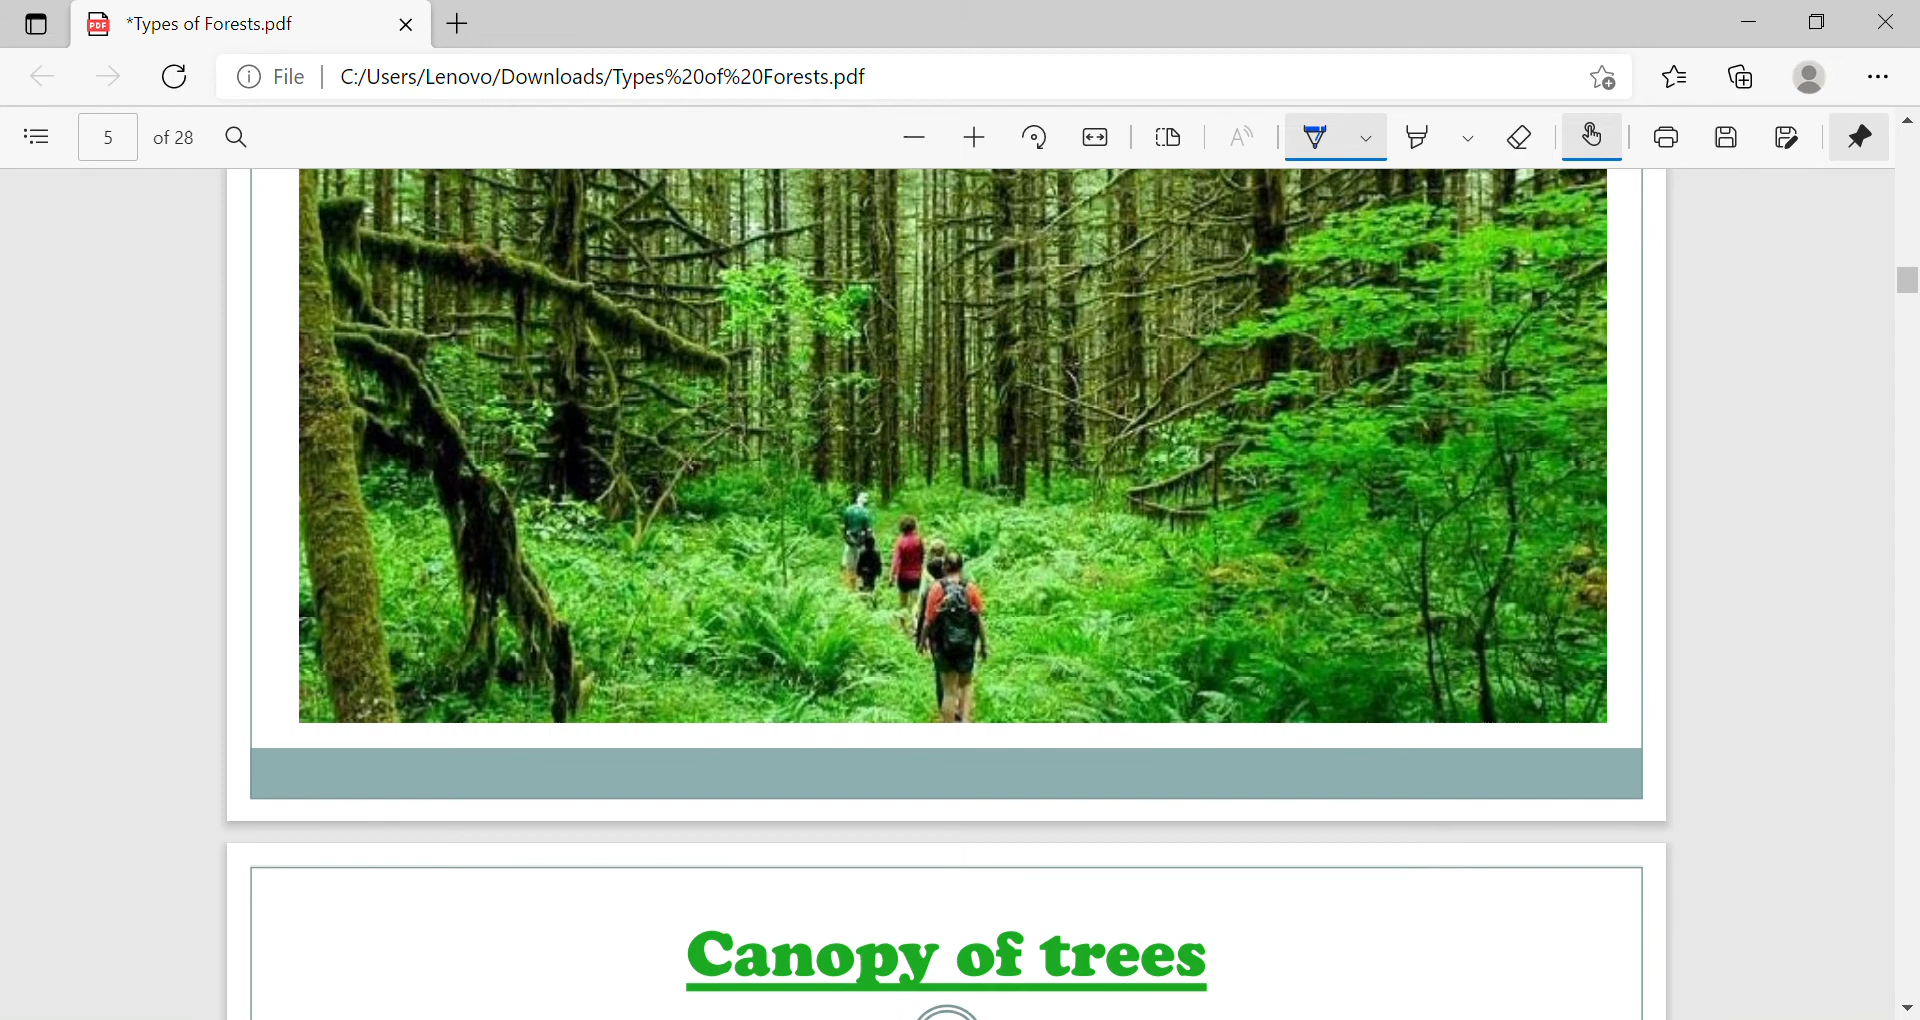 *Types of Forests.pdf
File C:/Users/Lenovo/Downloads/Types%20of%20Forests.pdf
5 of 28
Canopy of trees